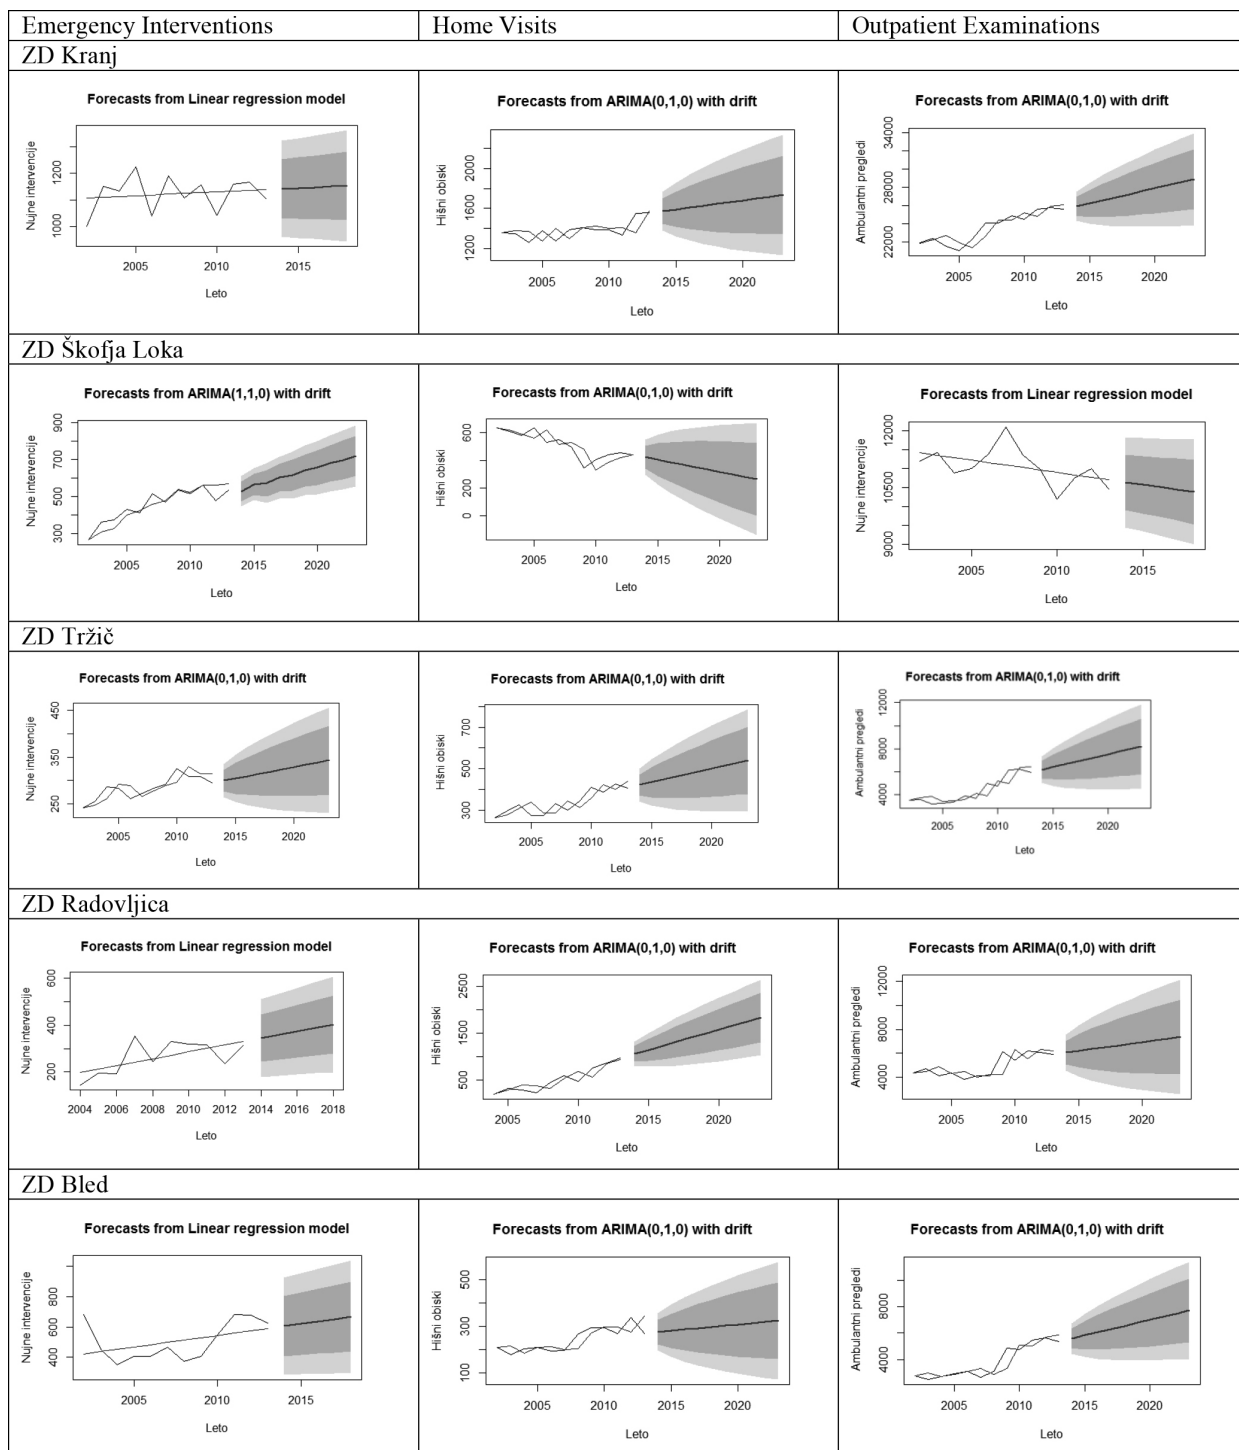 Emergency Interventions Home Visits Outpatient Examinations
ZD Kranj
Forecasts from Linear regression model
Nujne intervencije
1000 1200
2005 2010 2015
Leto
Forecasts from ARIMA(0,1,0) with drift
Hišni obiski
1200 1600 2000
2005 2010 2015 2020
Leto
Forecasts from ARIMA(0,1,0) with drift
Ambulantni pregledi
22000 28000 34000
2005 2010 2015 2020
Leto
ZD Škofja Loka
Forecasts from ARIMA(1,1,0) with drift
Nujne intervencije
300 500 700 900
2005 2010 2015 2020
Leto
Forecasts from ARIMA(0,1,0) with drift
Hišni obiski
0 200 400 600
2005 2010 2015 2020
Leto
Forecasts from Linear regression model
Nujne intervencije
9000 10500 12000
2005 2010 2015
Leto
ZD Tržič
Forecasts from ARIMA(0,1,0) with drift
Nujne intervencije
250 350 450
2005 2010 2015 2020
Leto
Forecasts from ARIMA(0,1,0) with drift
Hišni obiski
300 500 700
2005 2010 2015 2020
Leto
Forecasts from ARIMA(0,1,0) with drift
Ambulantni pregledi
4000 8000 12000
2005 2010 2015 2020
Leto
ZD Radovljica
Forecasts from Linear regression model
Nujne intervencije
200 400 600
2004 2006 2008 2010 2012 2014 2016 2018
Leto
Forecasts from ARIMA(0,1,0) with drift
Hišni obiski
500 1500 2500
2005 2010 2015 2020
Leto
Forecasts from ARIMA(0,1,0) with drift
Ambulantni pregledi
4000 8000 12000
2005 2010 2015 2020
Leto
ZD Bled
Forecasts from Linear regression model
Nujne intervencije
400 600 800
2005 2010 2015
Leto
Forecasts from ARIMA(0,1,0) with drift
Hišni obiski
100 300 500
2005 2010 2015 2020
Leto
Forecasts from ARIMA(0,1,0) with drift
Ambulantni pregledi
4000 8000
2005 2010 2015 2020
Leto